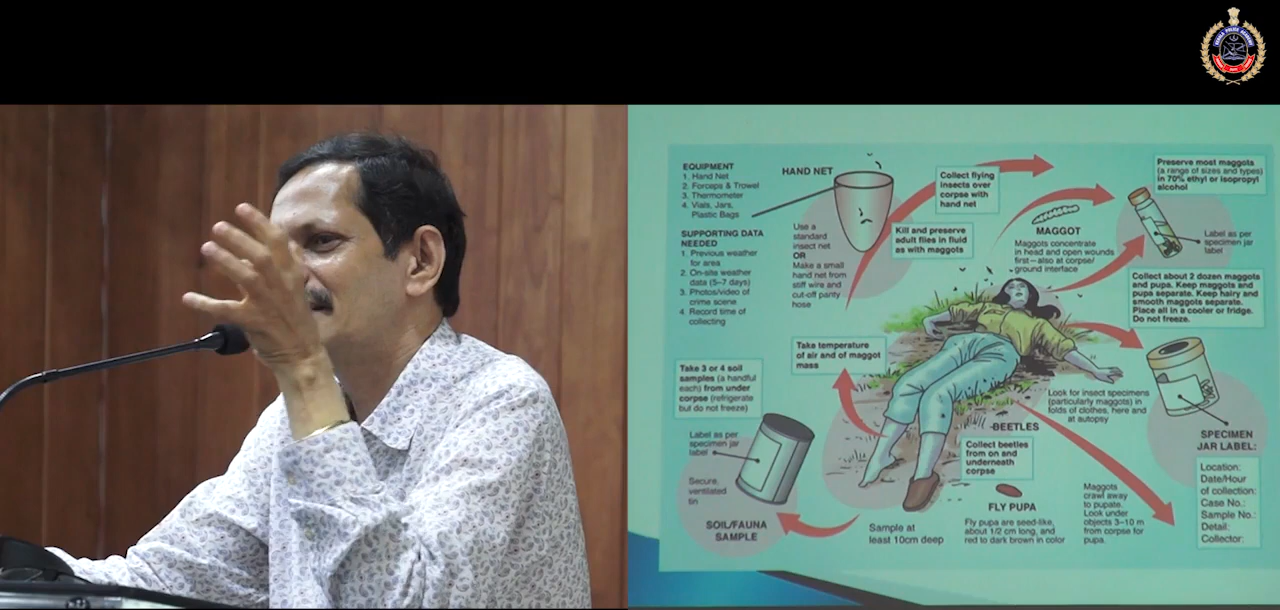 EQUIPMENT
1. Hand Net
2. Forceps & Trowel
3. Thermometer
4. Vials, Jars,
Plastic Bags
SUPPORTING DATA
NEEDED
1. Previous weather
for area
2. On-site weather
data (5–7 days)
3. Photos/video of
crime scene
4. Record time of
collecting
HAND NET
Use a
standard
insect net
OR
Make a small
hand net from
stiff wire and
cut-off panty
hose
Collect flying
insects over
corpse with
hand net
Kill and preserve
adult flies in fluid
as with maggots
MAGGOT
Maggots concentrate
in head and open wounds
first—also at corpse/
ground interface
Preserve most maggots
(a range of sizes and types)
in 70% ethyl or isopropyl
alcohol
Label as per
specimen jar
label
Collect about 2 dozen maggots
and pupa. Keep maggots and
pupa separate. Keep hairy and
smooth maggots separate.
Place all in a cooler or fridge.
Do not freeze.
Take temperature
of air and of maggot
mass
Take 3 or 4 soil
samples (a handful
each) from under
corpse (refrigerate
but do not freeze)
Label as per
specimen jar
label
Secure,
ventilated
tin
SOIL/FAUNA
SAMPLE
Sample at
least 10cm deep
Look for insect specimens
(particularly maggots) in
folds of clothes, here and
at autopsy
BEETLES
Collect beetles
from on and
underneath
corpse
FLY PUPA
Fly pupa are seed-like,
about 1/2 cm long, and
red to dark brown in color
Maggots
crawl away
to pupate.
Look under
objects 3–10 m
from corpse for
pupa.
SPECIMEN
JAR LABEL:
Location:
Date/Hour
of collection:
Case No.:
Sample No.:
Detail:
Collector: